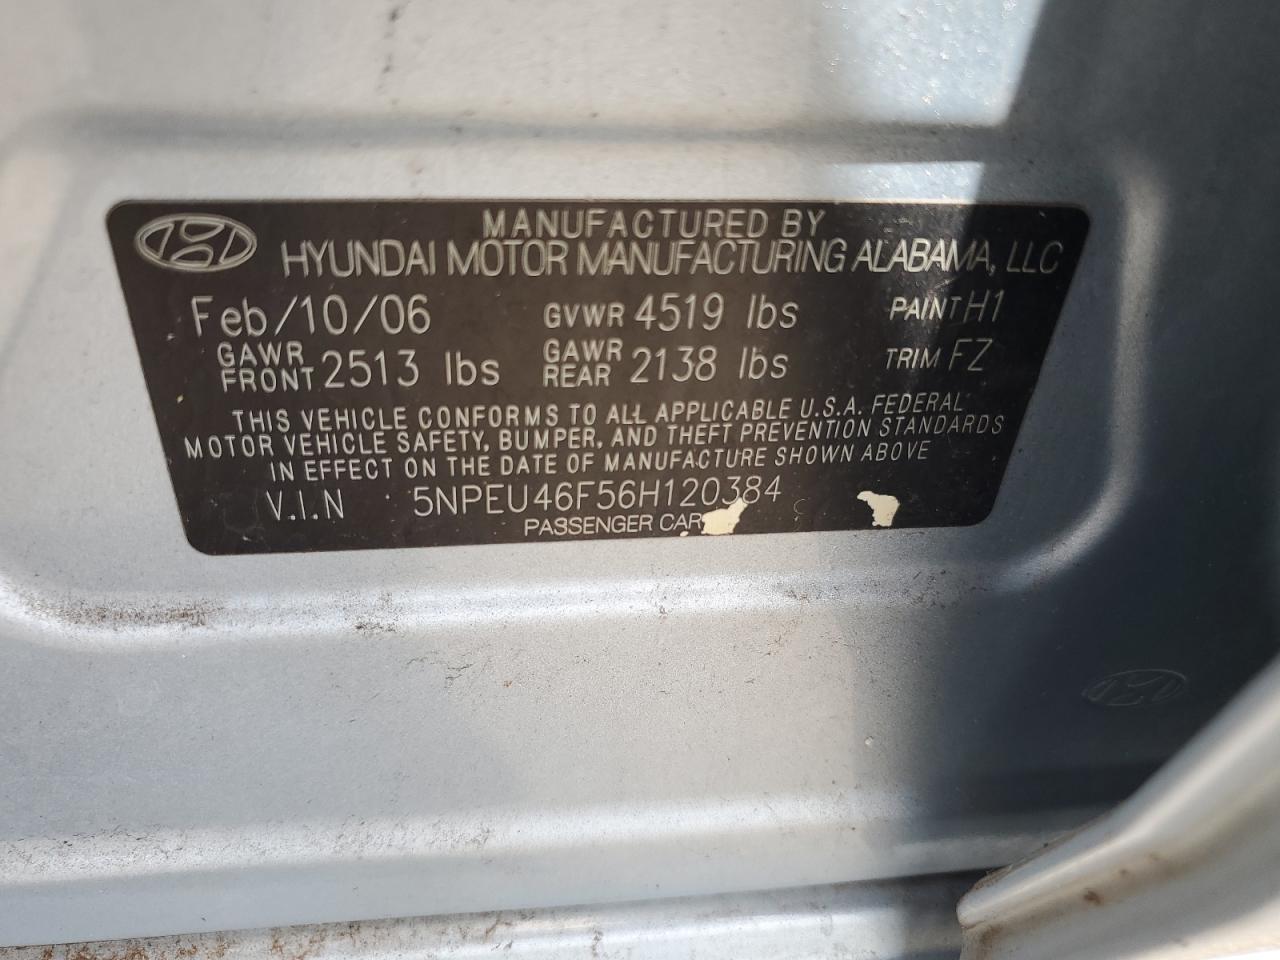 MANUFACTURED BY
HYUNDAI MOTOR MANUFACTURING ALABAMA, LLC
Feb/10/06 GVWR 4519 lbs PAINT H1
GAWR FRONT 2513 lbs GAWR REAR 2138 lbs TRIM FZ
THIS VEHICLE CONFORMS TO ALL APPLICABLE U.S.A. FEDERAL
MOTOR VEHICLE SAFETY, BUMPER, AND THEFT PREVENTION STANDARDS
IN EFFECT ON THE DATE OF MANUFACTURE SHOWN ABOVE
V.I.N 5NPEU46F56H120384
PASSENGER CAR